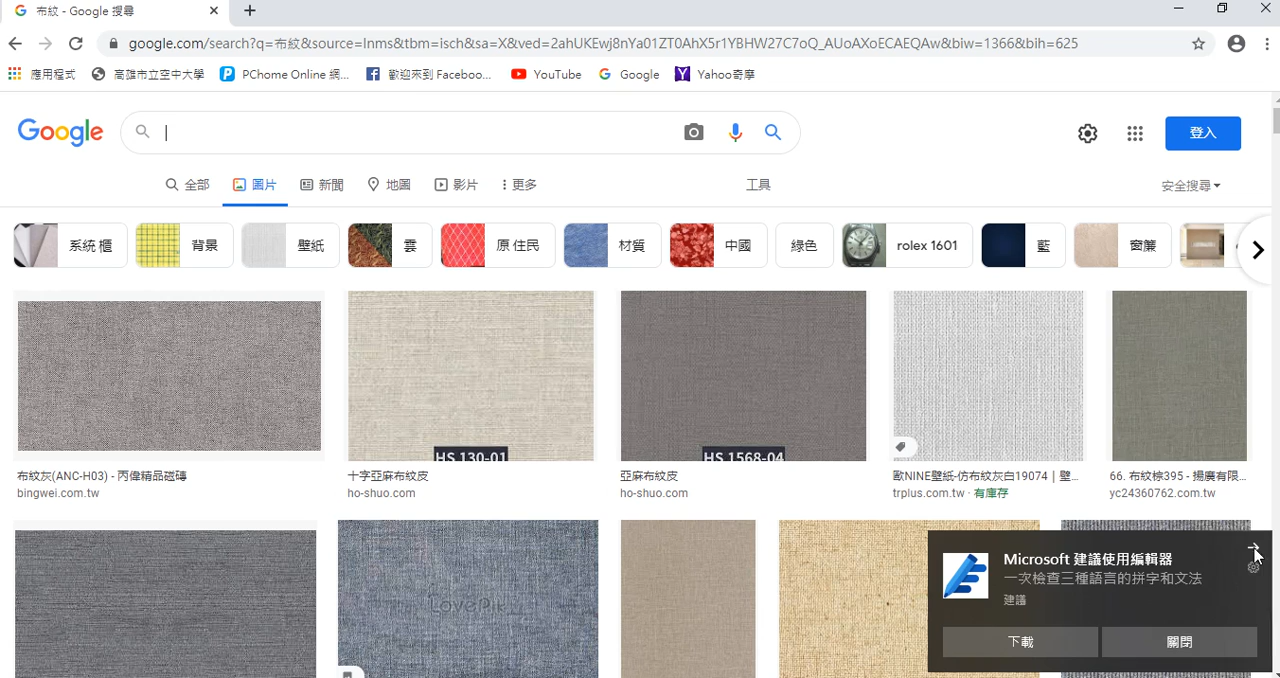 布紋 - Google 搜尋
google.com/search?q=布紋&source=lnms&tbm=isch&sa=X&ved=2ahUKEwj8nYa01ZT0AhX5r1YBHW27C7oQ_AUoAXoECAEQAw&biw=1366&bih=625
應用程式 高雄市立空中大學 PChome Online 網... 歡迎來到 Faceboo... YouTube Google Yahoo奇摩
Google 登入
全部 圖片 新聞 地圖 影片 更多 工具 安全搜尋
系統 櫃 背景 壁紙 雲 原 住民 材質 中國 綠色 rolex 1601 藍 窗簾
HS 130-01 HS 1568-04
布紋灰(ANC-H03) - 丙偉精品磁磚 十字亞麻布紋皮 亞麻布紋皮 歐NINE壁紙-仿布紋灰白19074 | 壁... 66. 布紋棕395 - 揚廣有限...
bingwei.com.tw ho-shuo.com ho-shuo.com trplus.com.tw · 有庫存 yc24360762.com.tw
LovePik
Microsoft 建議使用編輯器
一次檢查三種語言的拼字和文法
建議
下載 關閉